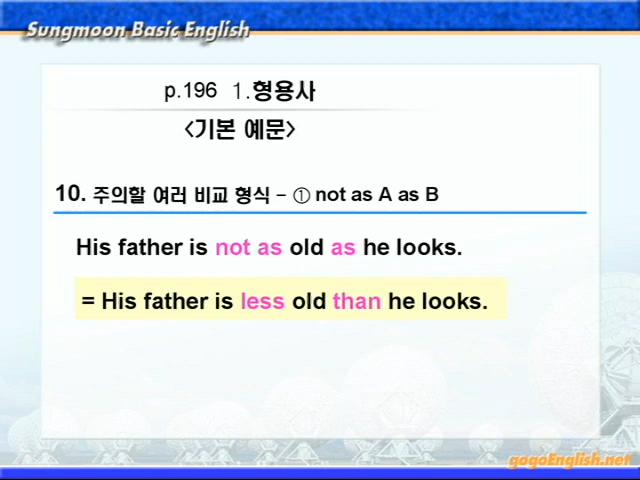 Sungmoon Basic English
p.196 1.형용사
<기본 예문>
10. 주의할 여러 비교 형식 - ① not as A as B
His father is not as old as he looks.
= His father is less old than he looks.
gogoEnglish.net